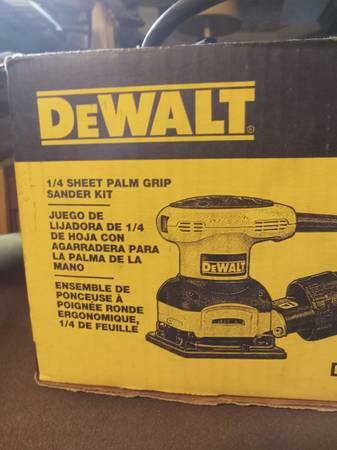 DEWALT®
1/4 SHEET PALM GRIP
SANDER KIT
JUEGO DE
LIJADORA DE 1/4
DE HOJA CON
AGARRADERA PARA
LA PALMA DE LA
MANO
ENSEMBLE DE
PONCEUSE À
POIGNÉE RONDE
ERGONOMIQUE,
1/4 DE FEUILLE
DEWALT
D